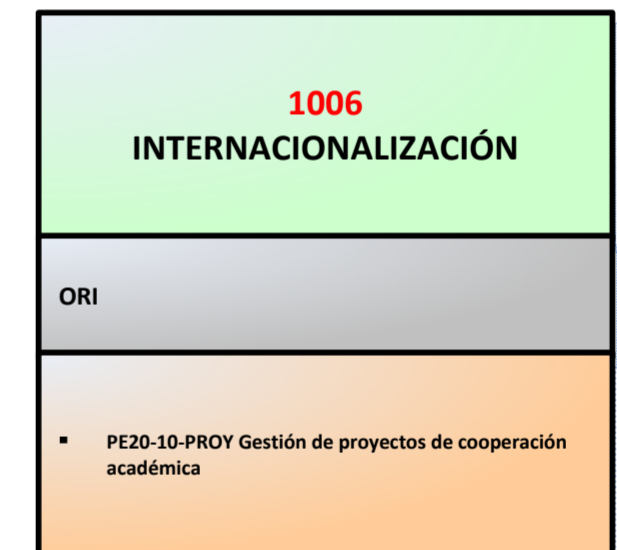 1006
INTERNACIONALIZACIÓN
ORI
▪ PE20-10-PROY Gestión de proyectos de cooperación
académica